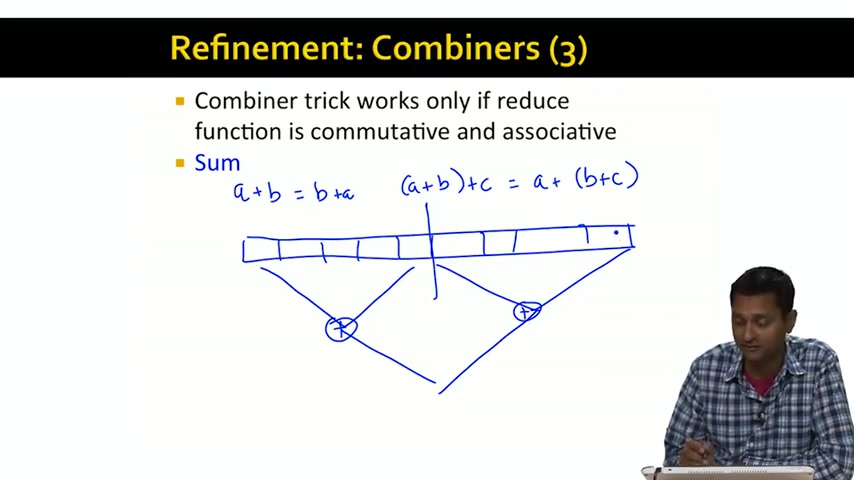 Refinement: Combiners (3)
Combiner trick works only if reduce
function is commutative and associative
Sum
a+b = b+a (a+b)+c = a+ (b+c)
+ +